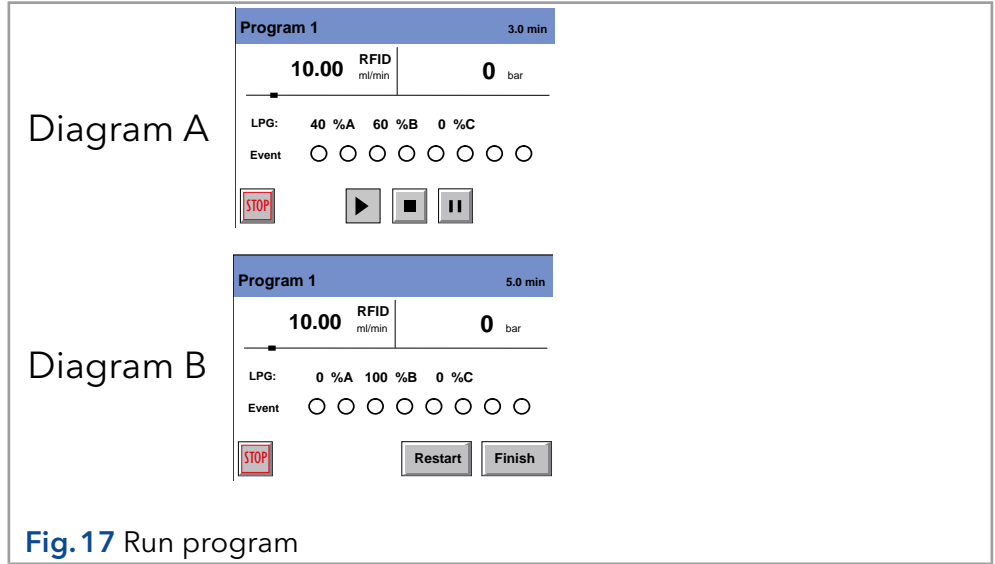 Program 1 3.0 min
10.00 RFID ml/min 0 bar
Diagram A
LPG: 40 %A 60 %B 0 %C
Event
STOP
Program 1 5.0 min
10.00 RFID ml/min 0 bar
Diagram B
LPG: 0 %A 100 %B 0 %C
Event
STOP Restart Finish
Fig. 17 Run program